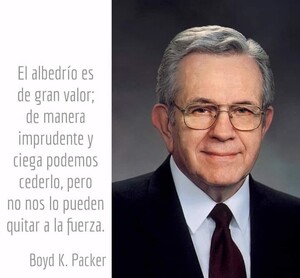 El albedrío es
de gran valor;
de manera
imprudente y
ciega podemos
cederlo, pero
no nos lo pueden
quitar a la fuerza.
Boyd K. Packer